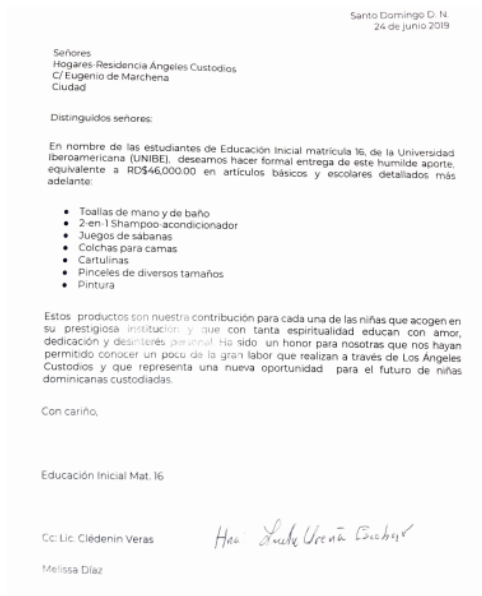 Santo Domingo D. N.
24 de junio 2019
Señores
Hogares-Residencia Ángeles Custodios
C/ Eugenio de Marchena
Ciudad
Distinguidos señores:
En nombre de las estudiantes de Educación Inicial matrícula 16, de la Universidad
Iberoamericana (UNIBE), deseamos hacer formal entrega de este humilde aporte,
equivalente a RD$46,000.00 en artículos básicos y escolares detallados más
adelante:
• Toallas de mano y de baño
• 2-en-1 Shampoo-acondicionador
• Juegos de sábanas
• Colchas para camas
• Cartulinas
• Pinceles de diversos tamaños
• Pintura
Estos productos son nuestra contribución para cada una de las niñas que acogen en
su prestigiosa institución y que con tanta espiritualidad educan con amor,
dedicación y desinterés personal. Ha sido un honor para nosotras que nos hayan
permitido conocer un poco de la gran labor que realizan a través de Los Ángeles
Custodios y que representa una nueva oportunidad para el futuro de niñas
dominicanas custodiadas.
Con cariño,
Educación Inicial Mat. 16
Cc: Lic. Clédenin Veras
Hna. Ureña Escobar
Melissa Díaz